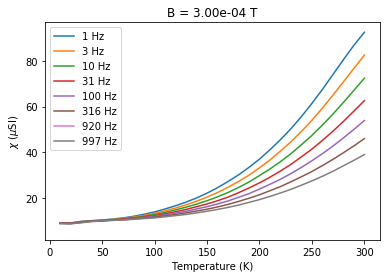 B = 3.00e-04 T
1 Hz
3 Hz
10 Hz
31 Hz
100 Hz
316 Hz
920 Hz
997 Hz
80
60
40
20
χ (μSI)
0 50 100 150 200 250 300
Temperature (K)